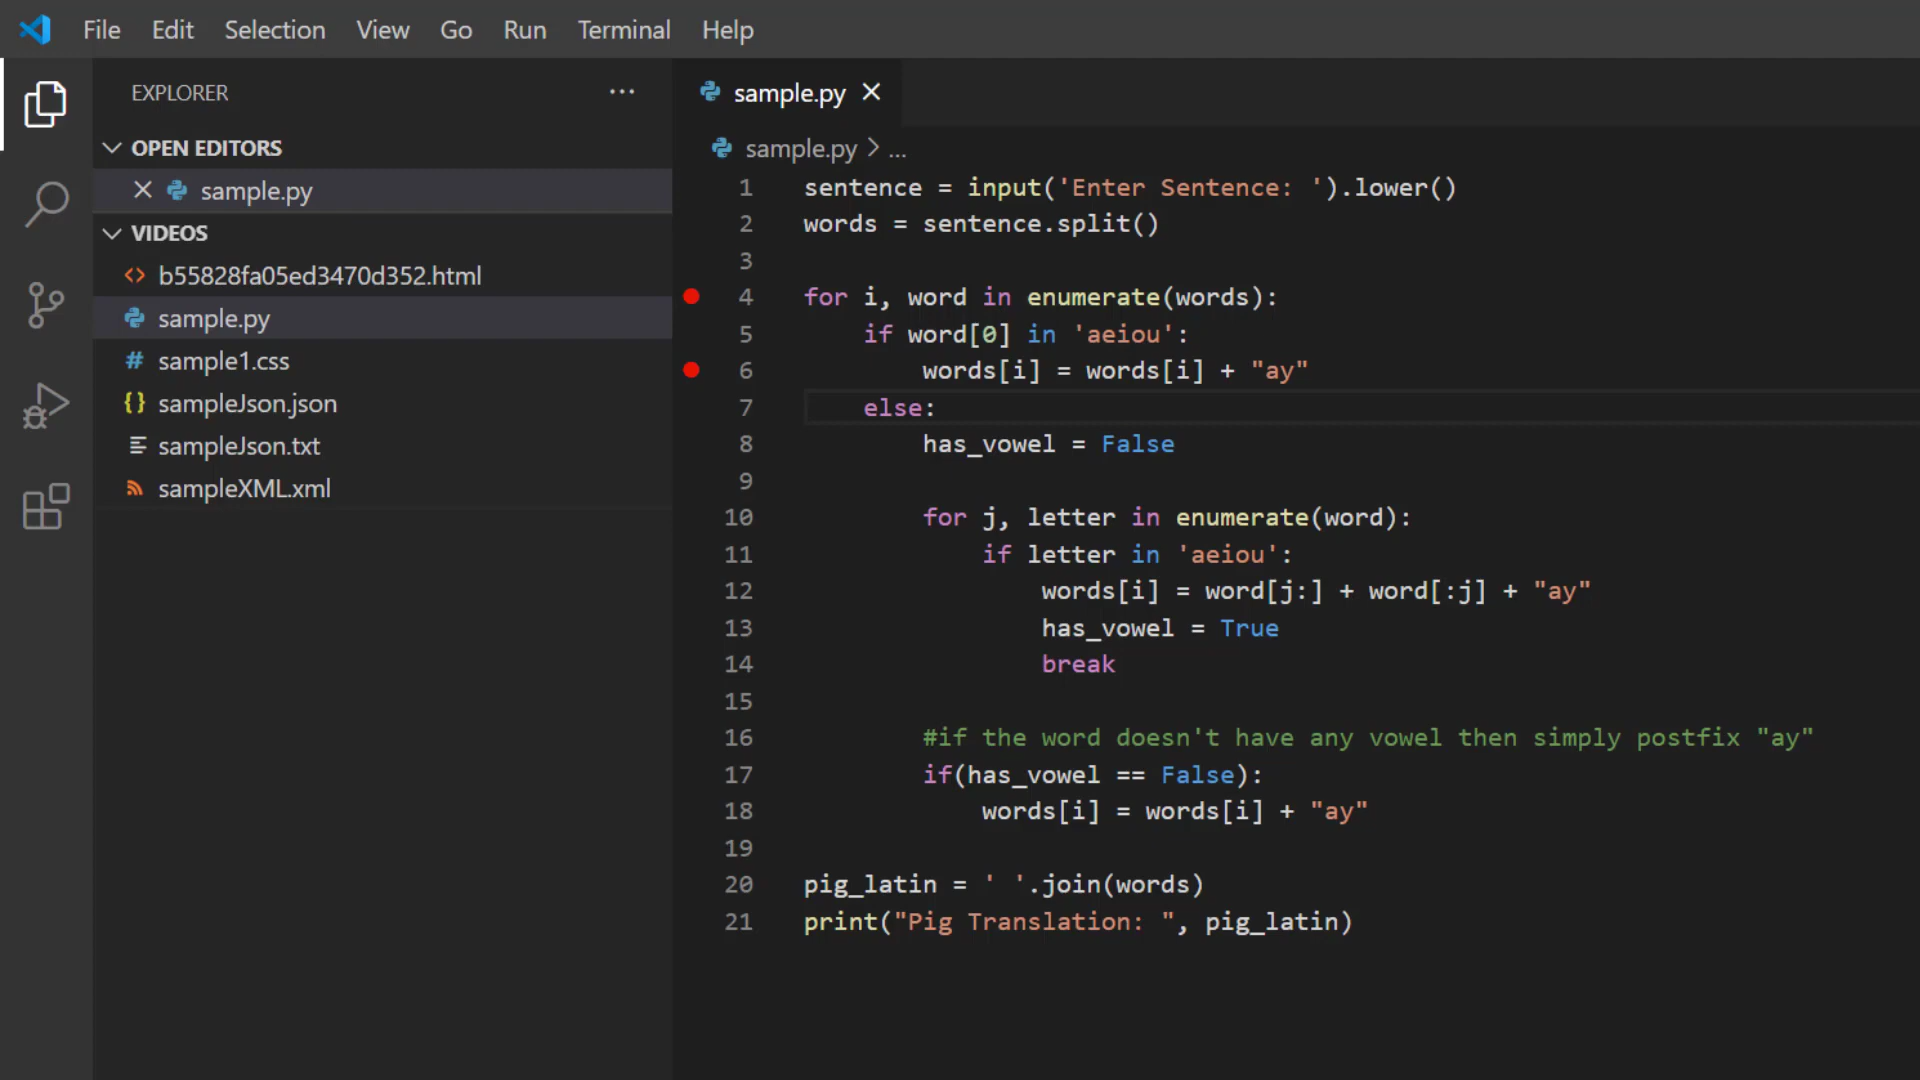 File Edit Selection View Go Run Terminal Help
EXPLORER ...
OPEN EDITORS
sample.py
VIDEOS
b55828fa05ed3470d352.html
sample.py
sample1.css
sampleJson.json
sampleJson.txt
sampleXML.xml
sample.py
sample.py > ...
1 sentence = input('Enter Sentence: ').lower()
2 words = sentence.split()
3
4 for i, word in enumerate(words):
5     if word[0] in 'aeiou':
6         words[i] = words[i] + "ay"
7     else:
8         has_vowel = False
9
10         for j, letter in enumerate(word):
11             if letter in 'aeiou':
12                 words[i] = word[j:] + word[:j] + "ay"
13                 has_vowel = True
14                 break
15
16         #if the word doesn't have any vowel then simply postfix "ay"
17         if(has_vowel == False):
18             words[i] = words[i] + "ay"
19
20 pig_latin = ' '.join(words)
21 print("Pig Translation: ", pig_latin)